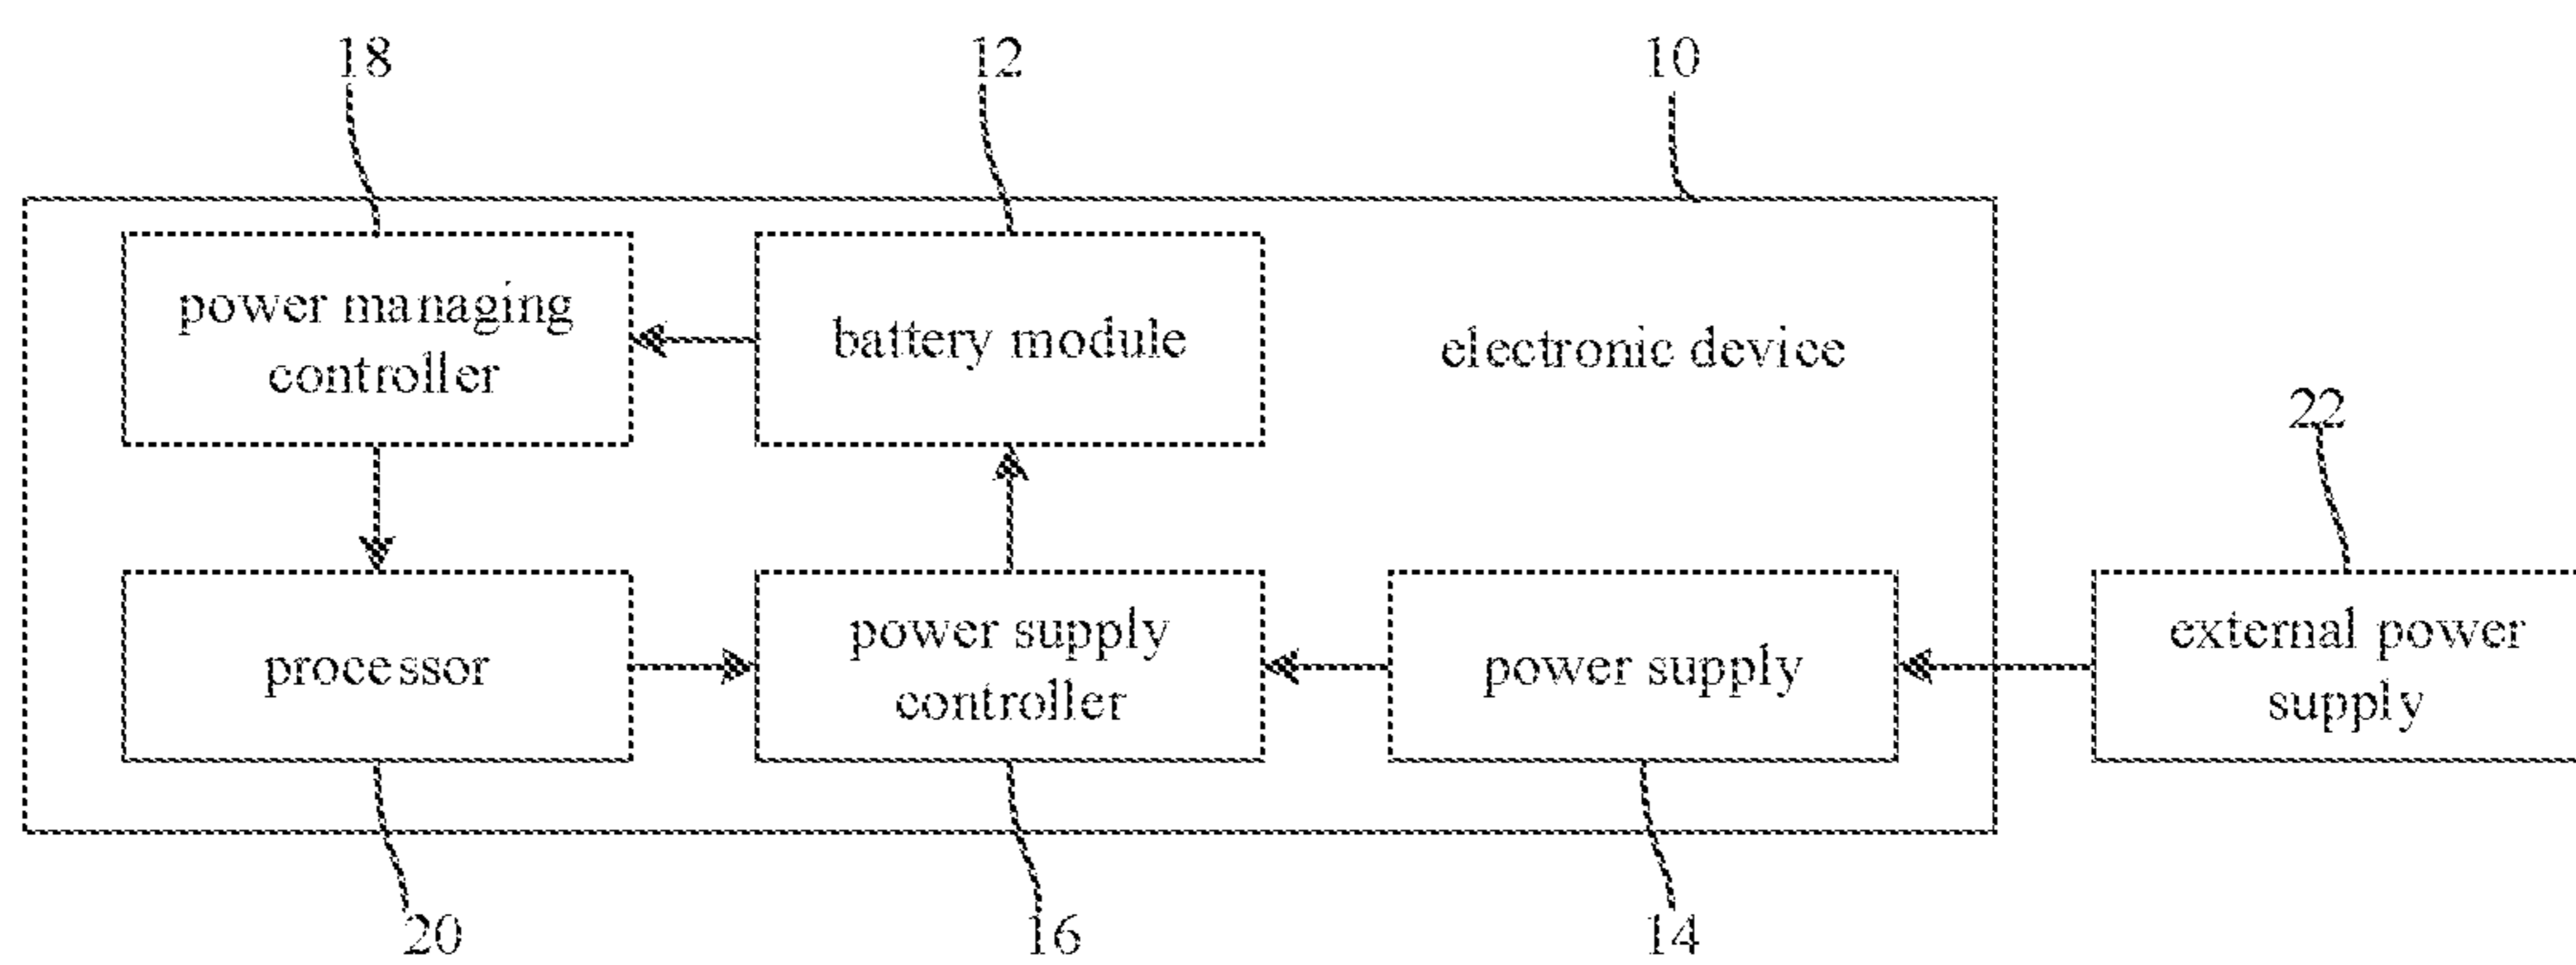 18
12
10
power managing
controller
battery module
electronic device
22
processor
power supply
controller
power supply
external power
supply
20
16
14